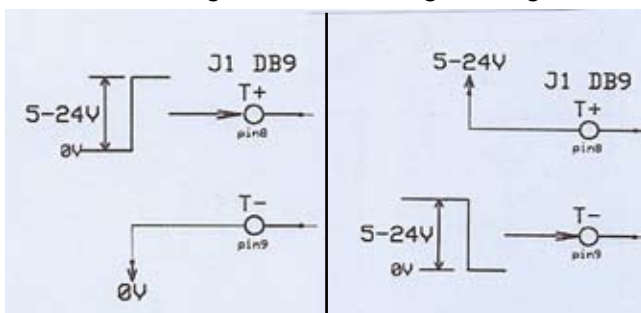 J1 DB9
T+
5-24V
pin8
0V
T-
pin9
0V
5-24V
J1 DB9
T+
pin8
T-
5-24V
pin9
0V